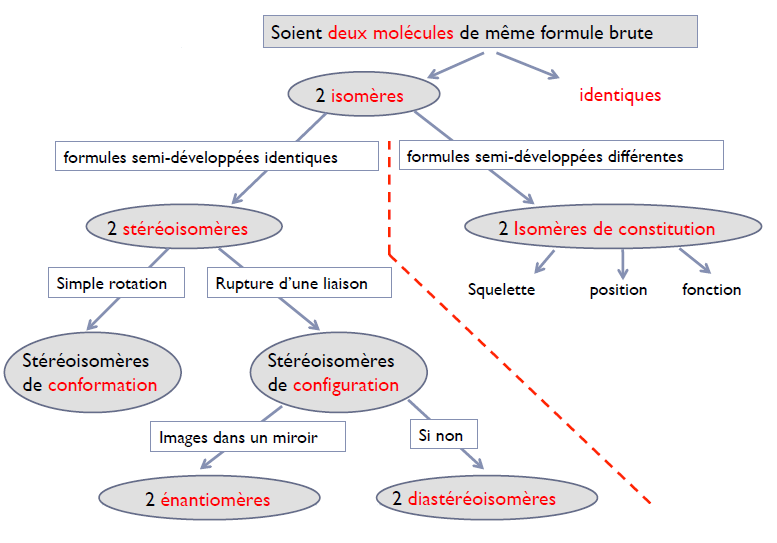 Soient deux molécules de même formule brute
2 isomères
identiques
formules semi-développées identiques
formules semi-développées différentes
2 stéréoisomères
2 Isomères de constitution
Simple rotation
Rupture d'une liaison
Squelette
position
fonction
Stéréoisomères
de conformation
Stéréoisomères
de configuration
Images dans un miroir
Si non
2 énantiomères
2 diastéréoisomères